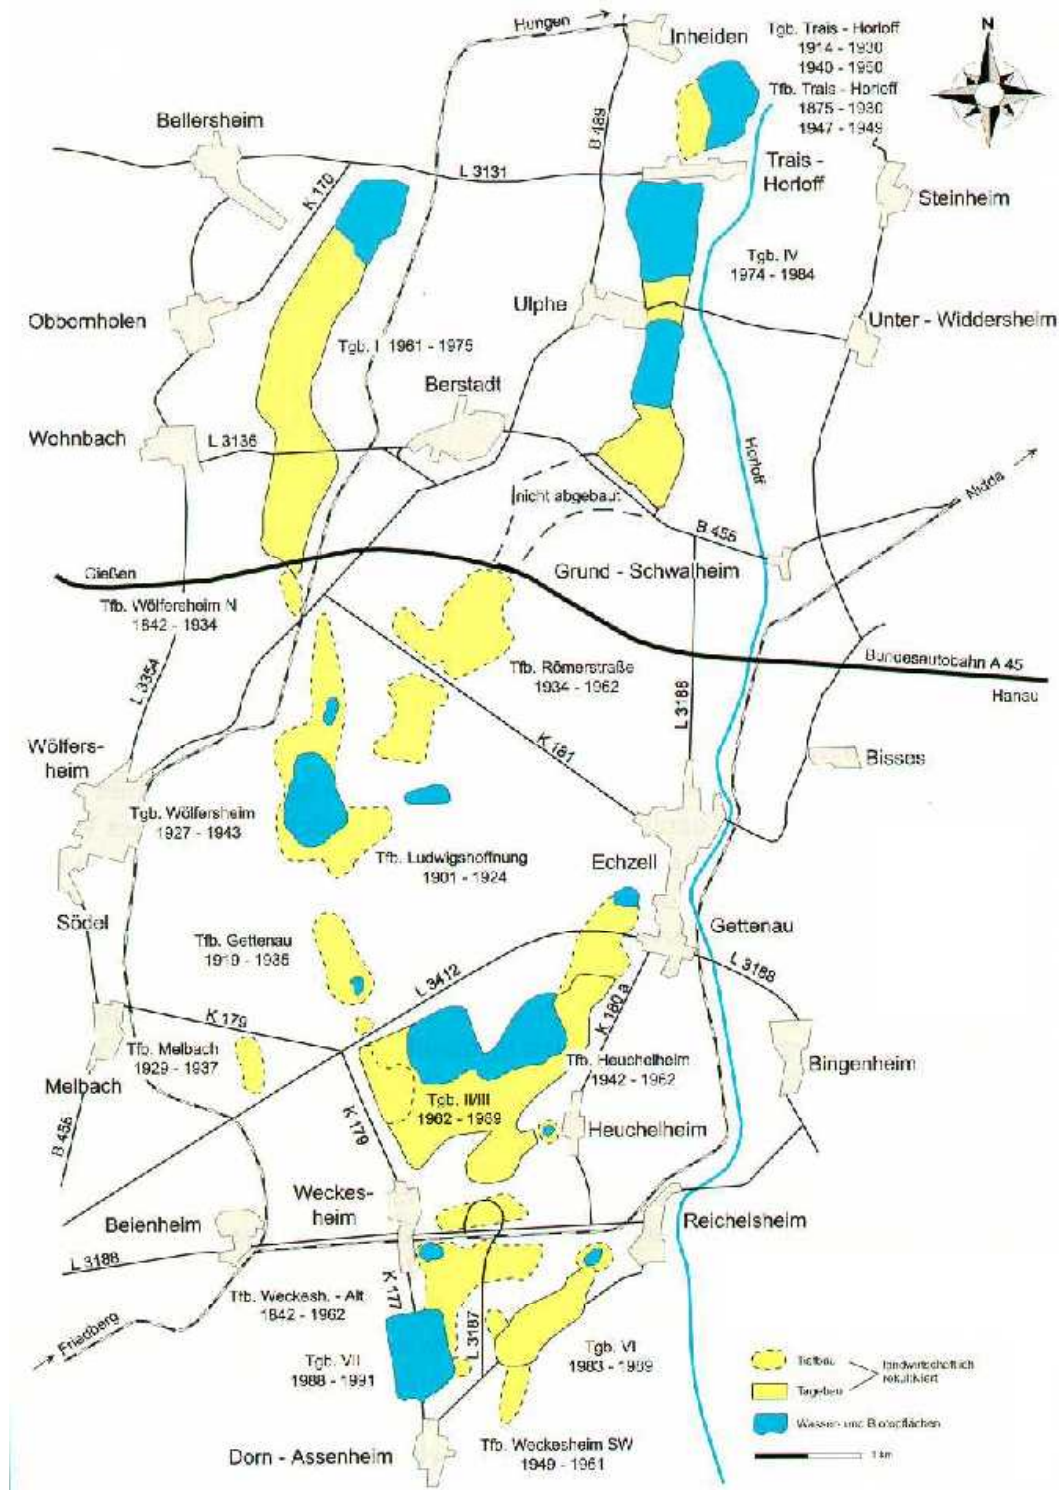 Hungen
Inheiden
Tgb. Trais - Horloff
1914 - 1930
1940 - 1950
Tfb. Trais - Horloff
1875 - 1930
1947 - 1949
N
Bellersheim
B 489
L 3131
Trais -
Horloff
K 170
Steinheim
Tgb. IV
1974 - 1984
Ulphe
Obbornhofen
Unter - Widdersheim
Tgb. I 1961 - 1975
Berstadt
Wohnbach
L 3136
Horloff
Nidda
nicht abgebaut
B 455
Gießen
Grund - Schwalheim
Tfb. Wölfersheim N
1842 - 1934
L 3354
Tfb. Römerstraße
1934 - 1962
Bundesautobahn A 45
Hanau
L 3188
K 181
Wölfers-
heim
Bisses
Tgb. Wölfersheim
1927 - 1943
Tfb. Ludwigshoffnung
1901 - 1924
Echzell
Södel
Gettenau
Tfb. Gettenau
1919 - 1935
L 3412
L 3188
K 179
K 180 a
Tfb. Melbach
1929 - 1937
Tfb. Heuchelheim
1942 - 1962
Bingenheim
Melbach
Tgb. II/III
1962 - 1969
K 179
Heuchelheim
B 455
Weckes-
heim
Beienheim
Reichelsheim
L 3188
Tfb. Weckesh. - Alt
1842 - 1962
K 177
L 3187
Friedberg
Tgb. VII
1988 - 1991
Tgb. VI
1983 - 1989
Tiefbau
landwirtschaftlich
rekultiviert
Tagebau
Wasser- und Biotopflächen
Dorn - Assenheim
Tfb. Weckesheim SW
1949 - 1961
1 km